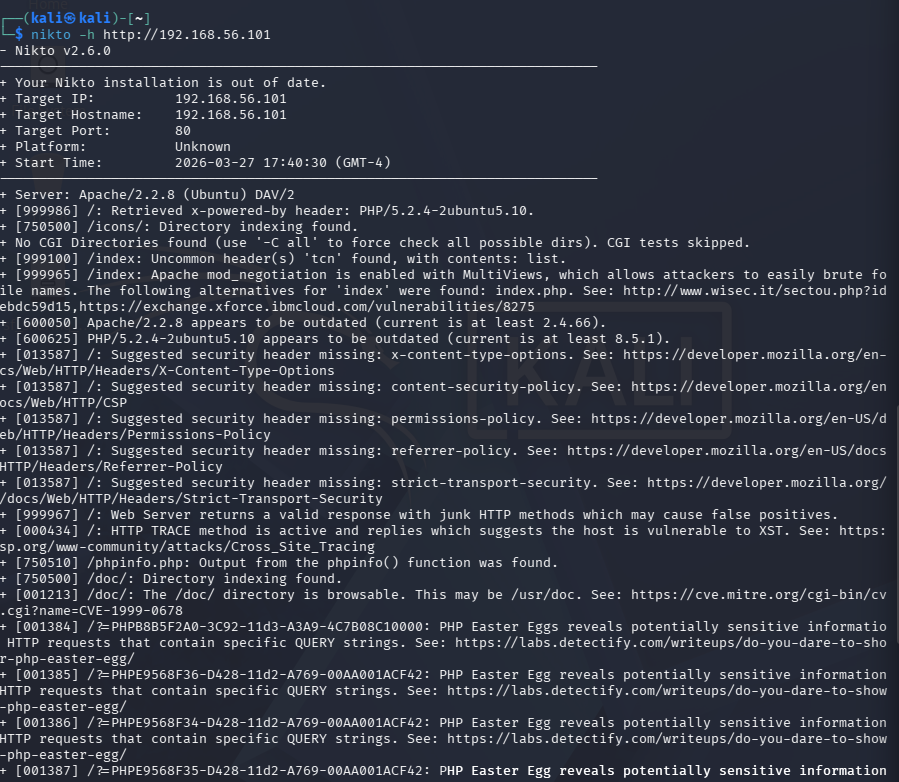 ┌──(kali㉿kali)-[~]
└─$ nikto -h http://192.168.56.101
- Nikto v2.6.0
---------------------------------------------------------------------------
+ Your Nikto installation is out of date.
+ Target IP:          192.168.56.101
+ Target Hostname:    192.168.56.101
+ Target Port:        80
+ Platform:           Unknown
+ Start Time:         2026-03-27 17:40:30 (GMT-4)
---------------------------------------------------------------------------
+ Server: Apache/2.2.8 (Ubuntu) DAV/2
+ [999986] /: Retrieved x-powered-by header: PHP/5.2.4-2ubuntu5.10.
+ [750500] /icons/: Directory indexing found.
+ No CGI Directories found (use '-C all' to force check all possible dirs). CGI tests skipped.
+ [999100] /index: Uncommon header(s) 'tcn' found, with contents: list.
+ [999965] /index: Apache mod_negotiation is enabled with MultiViews, which allows attackers to easily brute fo
ile names. The following alternatives for 'index' were found: index.php. See: http://www.wisec.it/sectou.php?id
ebdc59d15,https://exchange.xforce.ibmcloud.com/vulnerabilities/8275
+ [600050] Apache/2.2.8 appears to be outdated (current is at least 2.4.66).
+ [600625] PHP/5.2.4-2ubuntu5.10 appears to be outdated (current is at least 8.5.1).
+ [013587] /: Suggested security header missing: x-content-type-options. See: https://developer.mozilla.org/en-
cs/Web/HTTP/Headers/X-Content-Type-Options
+ [013587] /: Suggested security header missing: content-security-policy. See: https://developer.mozilla.org/en
ocs/Web/HTTP/CSP
+ [013587] /: Suggested security header missing: permissions-policy. See: https://developer.mozilla.org/en-US/d
eb/HTTP/Headers/Permissions-Policy
+ [013587] /: Suggested security header missing: referrer-policy. See: https://developer.mozilla.org/en-US/docs
HTTP/Headers/Referrer-Policy
+ [013587] /: Suggested security header missing: strict-transport-security. See: https://developer.mozilla.org/
/docs/Web/HTTP/Headers/Strict-Transport-Security
+ [999967] /: Web Server returns a valid response with junk HTTP methods which may cause false positives.
+ [000434] /: HTTP TRACE method is active and replies which suggests the host is vulnerable to XST. See: https:
sp.org/www-community/attacks/Cross_Site_Tracing
+ [750510] /phpinfo.php: Output from the phpinfo() function was found.
+ [750500] /doc/: Directory indexing found.
+ [001213] /doc/: The /doc/ directory is browsable. This may be /usr/doc. See: https://cve.mitre.org/cgi-bin/cv
.cgi?name=CVE-1999-0678
+ [001384] /?=PHPB8B5F2A0-3C92-11d3-A3A9-4C7B08C10000: PHP Easter Eggs reveals potentially sensitive informatio
HTTP requests that contain specific QUERY strings. See: https://labs.detectify.com/writeups/do-you-dare-to-sho
r-php-easter-egg/
+ [001385] /?=PHPE9568F36-D428-11d2-A769-00AA001ACF42: PHP Easter Egg reveals potentially sensitive information
HTTP requests that contain specific QUERY strings. See: https://labs.detectify.com/writeups/do-you-dare-to-show
-php-easter-egg/
+ [001386] /?=PHPE9568F34-D428-11d2-A769-00AA001ACF42: PHP Easter Egg reveals potentially sensitive information
HTTP requests that contain specific QUERY strings. See: https://labs.detectify.com/writeups/do-you-dare-to-show
-php-easter-egg/
+ [001387] /?=PHPE9568F35-D428-11d2-A769-00AA001ACF42: PHP Easter Egg reveals potentially sensitive information
KALI